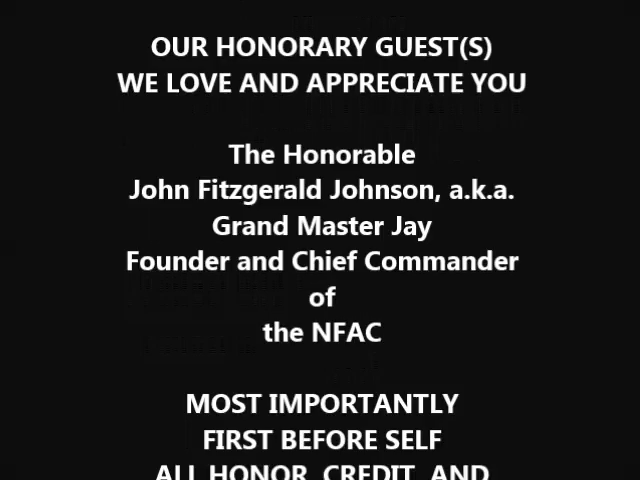 OUR HONORARY GUEST(S)
WE LOVE AND APPRECIATE YOU
The Honorable
John Fitzgerald Johnson, a.k.a.
Grand Master Jay
Founder and Chief Commander
of
the NFAC
MOST IMPORTANTLY
FIRST BEFORE SELF
ALL HONOR, CREDIT, AND